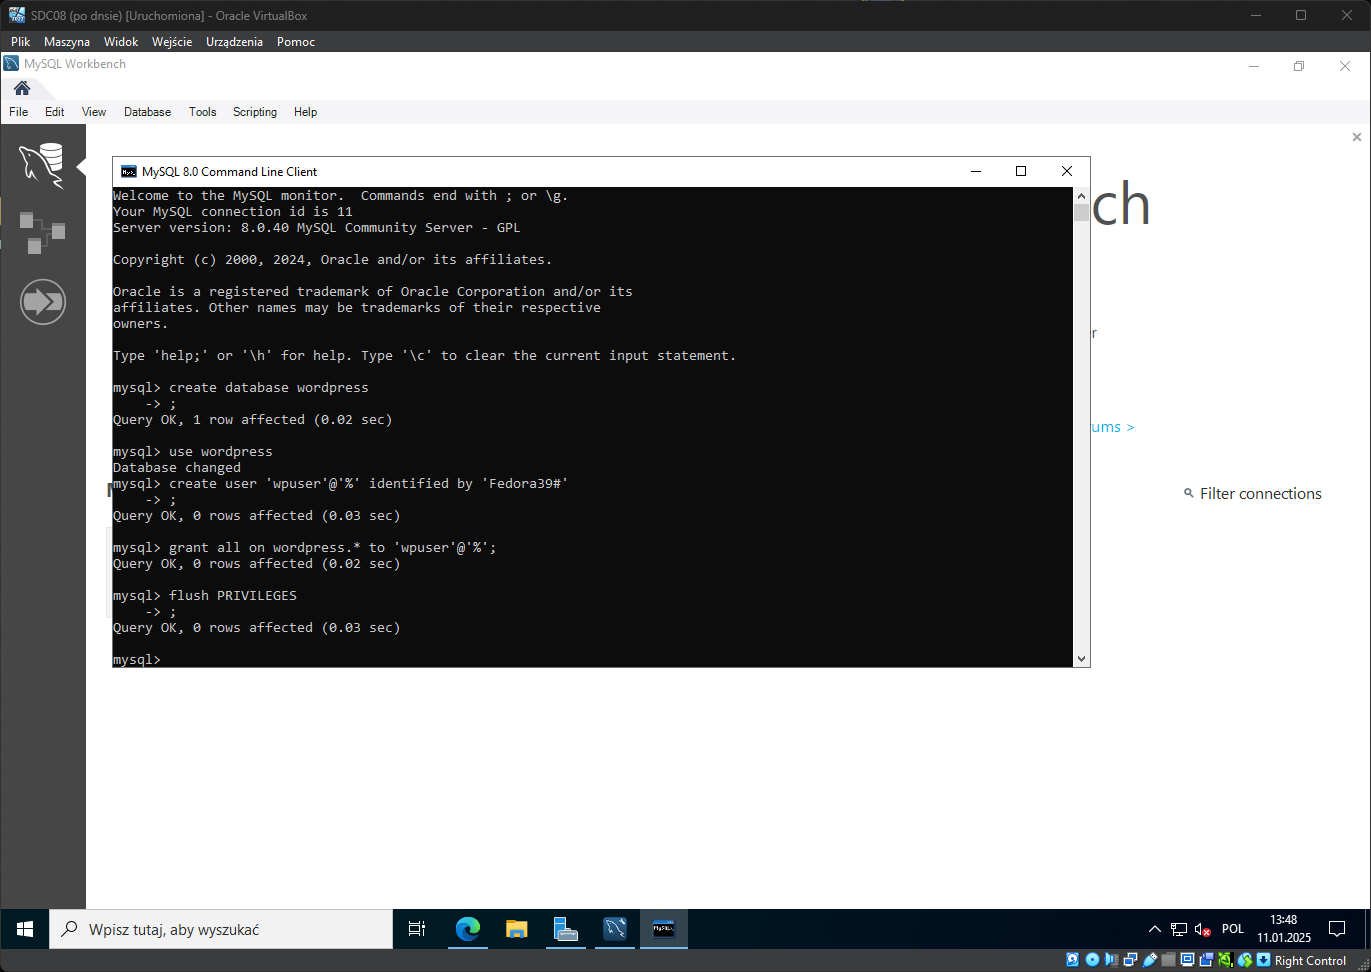 SDC08 (po dnsie) [Uruchomiona] - Oracle VirtualBox
Plik Maszyna Widok Wejście Urządzenia Pomoc
MySQL Workbench
File Edit View Database Tools Scripting Help
MySQL 8.0 Command Line Client
Welcome to the MySQL monitor.  Commands end with ; or \g.
Your MySQL connection id is 11
Server version: 8.0.40 MySQL Community Server - GPL
Copyright (c) 2000, 2024, Oracle and/or its affiliates.
Oracle is a registered trademark of Oracle Corporation and/or its
affiliates. Other names may be trademarks of their respective
owners.
Type 'help;' or '\h' for help. Type '\c' to clear the current input statement.
mysql> create database wordpress
    -> ;
Query OK, 1 row affected (0.02 sec)
mysql> use wordpress
Database changed
mysql> create user 'wpuser'@'%' identified by 'Fedora39#'
    -> ;
Query OK, 0 rows affected (0.03 sec)
mysql> grant all on wordpress.* to 'wpuser'@'%';
Query OK, 0 rows affected (0.02 sec)
mysql> flush PRIVILEGES
    -> ;
Query OK, 0 rows affected (0.03 sec)
mysql>
ch
r
ums >
Filter connections
Wpisz tutaj, aby wyszukać
POL
13:48
11.01.2025
Right Control